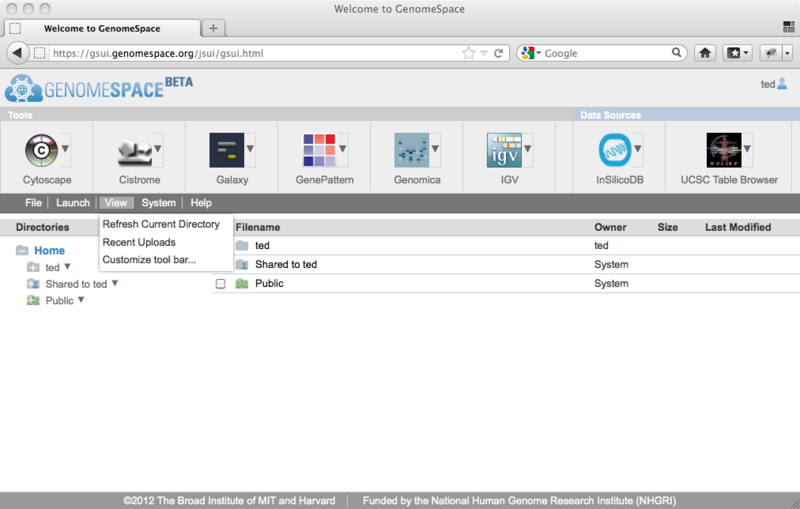 Welcome to GenomeSpace
Welcome to GenomeSpace
https://gsui.genomespace.org/jsui/gsui.html
Google
GENOMESPACE BETA
ted
Tools
Data Sources
Cytoscape
Cistrome
Galaxy
GenePattern
Genomica
igv
IGV
InSilicoDB
UCSC Table Browser
File
Launch
View
System
Help
Refresh Current Directory
Recent Uploads
Customize tool bar...
Directories
Home
ted
Shared to ted
Public
Filename Owner Size Last Modified
ted ted
Shared to ted System
Public System
©2012 The Broad Institute of MIT and Harvard
Funded by the National Human Genome Research Institute (NHGRI)